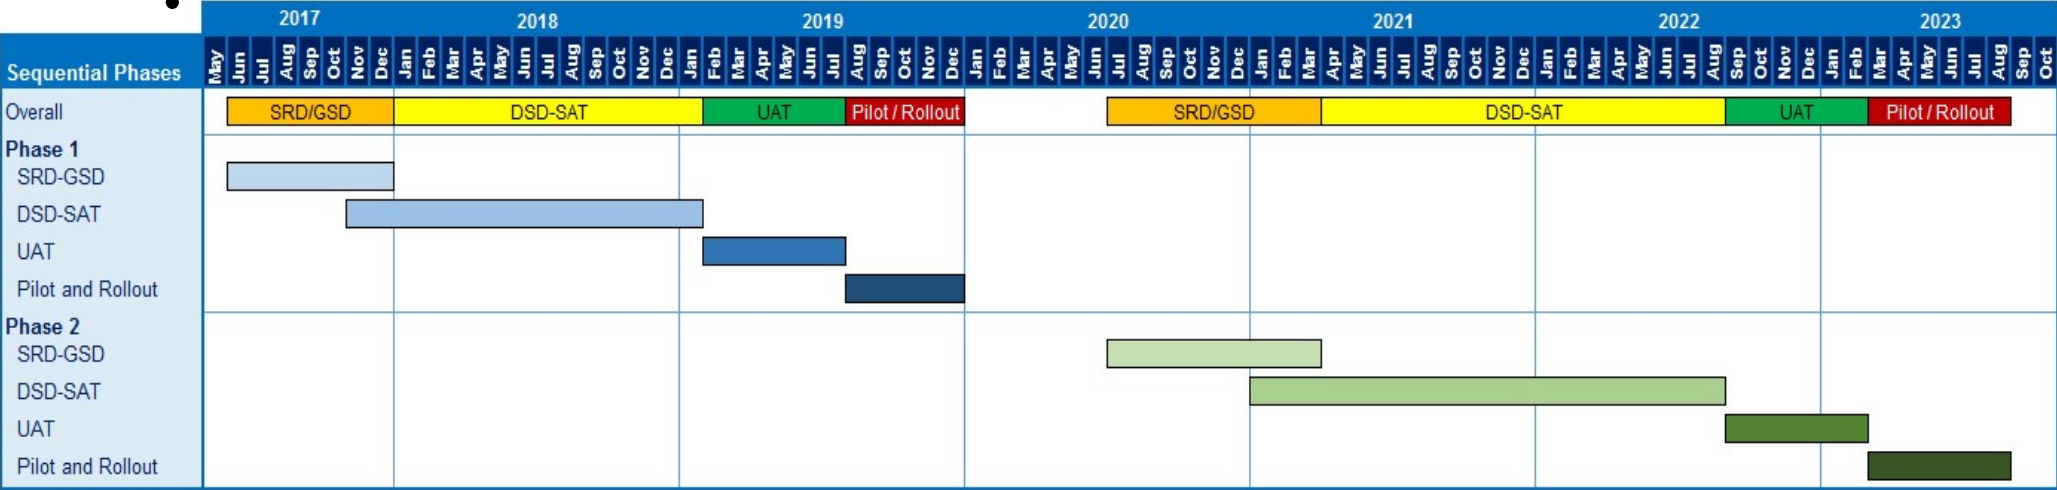 2017 2018 2019 2020 2021 2022 2023
Sequential Phases May Jun Jul Aug Sep Oct Nov Dec Jan Feb Mar Apr May Jun Jul Aug Sep Oct Nov Dec Jan Feb Mar Apr May Jun Jul Aug Sep Oct Nov Dec Jan Feb Mar Apr May Jun Jul Aug Sep Oct Nov Dec Jan Feb Mar Apr May Jun Jul Aug Sep Oct Nov Dec Jan Feb Mar Apr May Jun Jul Aug Sep Oct Nov Dec Jan Feb Mar Apr May Jun Jul Aug Sep Oct
Overall SRD/GSD DSD-SAT UAT Pilot / Rollout SRD/GSD DSD-SAT UAT Pilot / Rollout
Phase 1
SRD-GSD
DSD-SAT
UAT
Pilot and Rollout
Phase 2
SRD-GSD
DSD-SAT
UAT
Pilot and Rollout